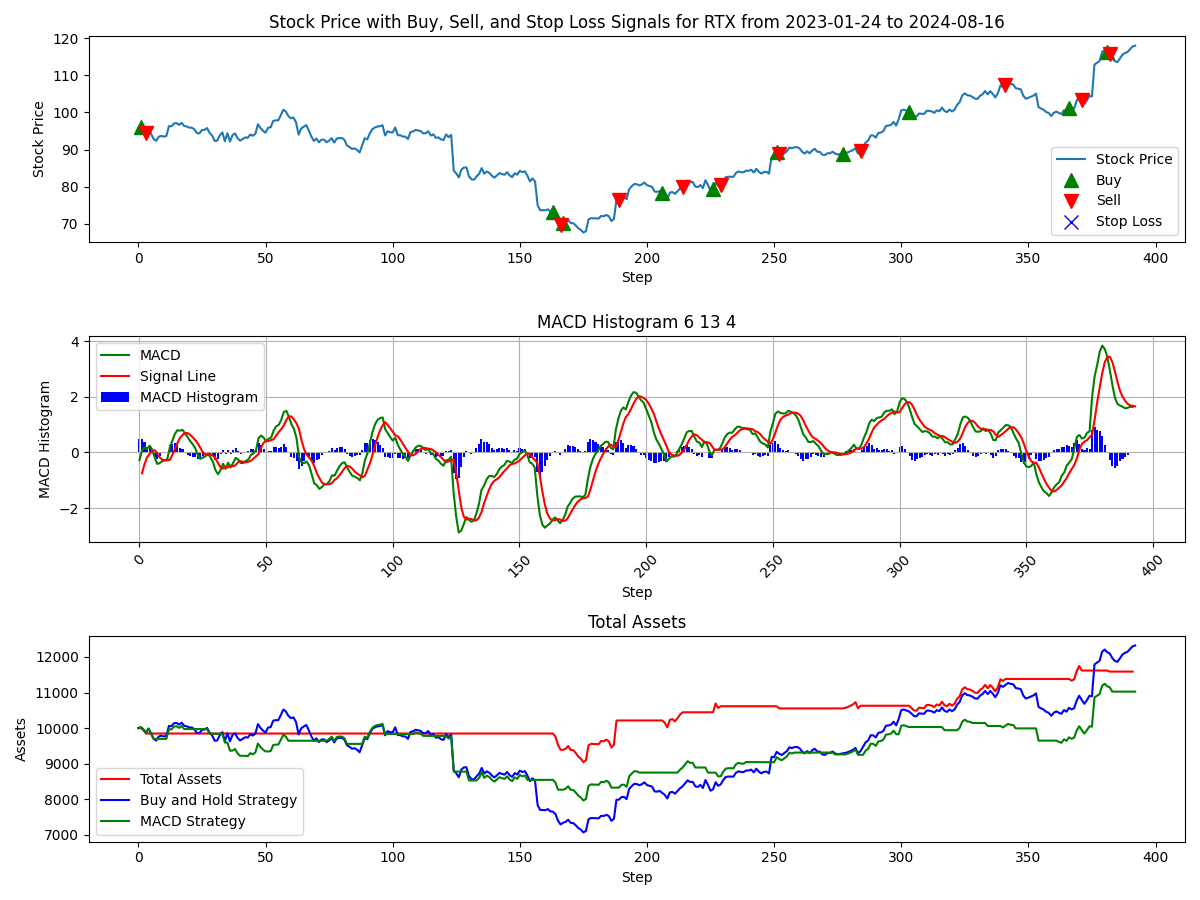 Stock Price with Buy, Sell, and Stop Loss Signals for RTX from 2023-01-24 to 2024-08-16
120
110
100
90
80
70
Stock Price
Stock Price
Buy
Sell
Stop Loss
0 50 100 150 200 250 300 350 400
Step
MACD Histogram 6 13 4
4
2
0
−2
MACD Histogram
MACD
Signal Line
MACD Histogram
0 50 100 150 200 250 300 350 400
Step
Total Assets
12000
11000
10000
9000
8000
7000
Assets
Total Assets
Buy and Hold Strategy
MACD Strategy
0 50 100 150 200 250 300 350 400
Step